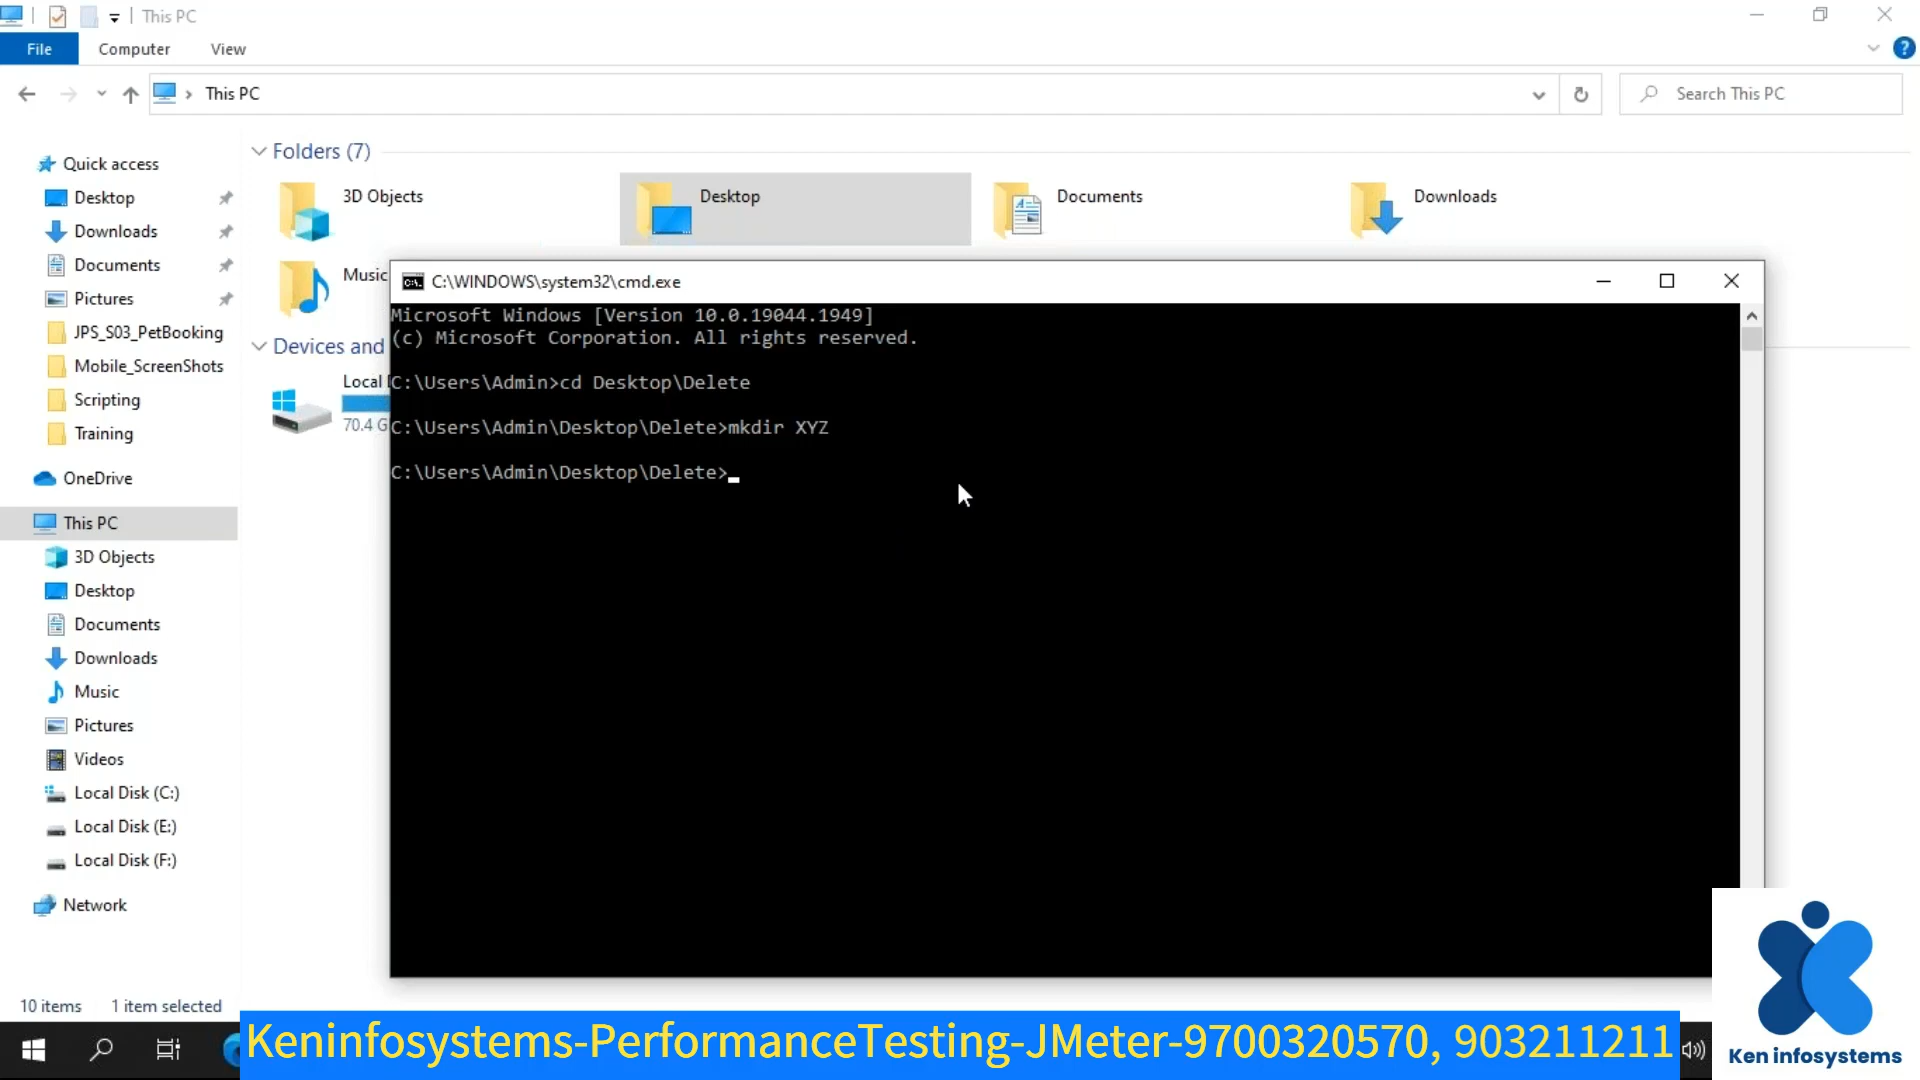 This PC
File Computer View
This PC
Search This PC
Quick access
Desktop
Downloads
Documents
Pictures
JPS_S03_PetBooking
Mobile_ScreenShots
Scripting
Training
OneDrive
This PC
3D Objects
Desktop
Documents
Downloads
Music
Pictures
Videos
Local Disk (C:)
Local Disk (E:)
Local Disk (F:)
Network
10 items 1 item selected
Folders (7)
3D Objects
Desktop
Documents
Downloads
Music
Devices and
Local
70.4 G
C:\WINDOWS\system32\cmd.exe
Microsoft Windows [Version 10.0.19044.1949]
(c) Microsoft Corporation. All rights reserved.
C:\Users\Admin>cd Desktop\Delete
C:\Users\Admin\Desktop\Delete>mkdir XYZ
C:\Users\Admin\Desktop\Delete>
Keninfosystems-PerformanceTesting-JMeter-9700320570, 903211211
Ken infosystems